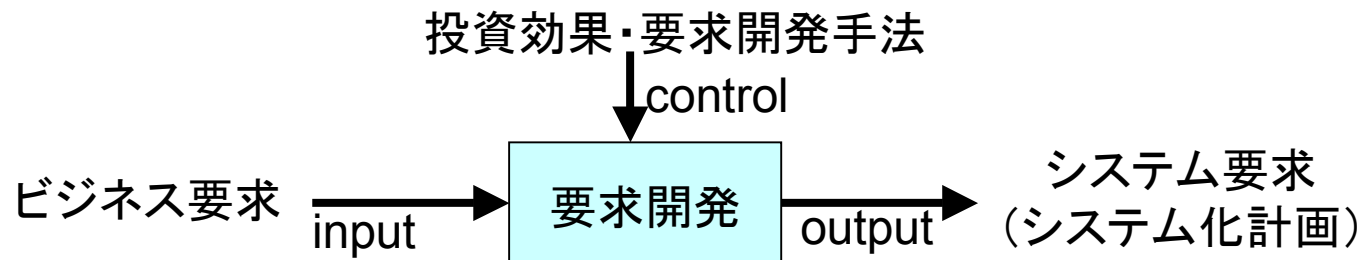 投資効果・要求開発手法
control
ビジネス要求
input
要求開発
output
システム要求
（システム化計画）